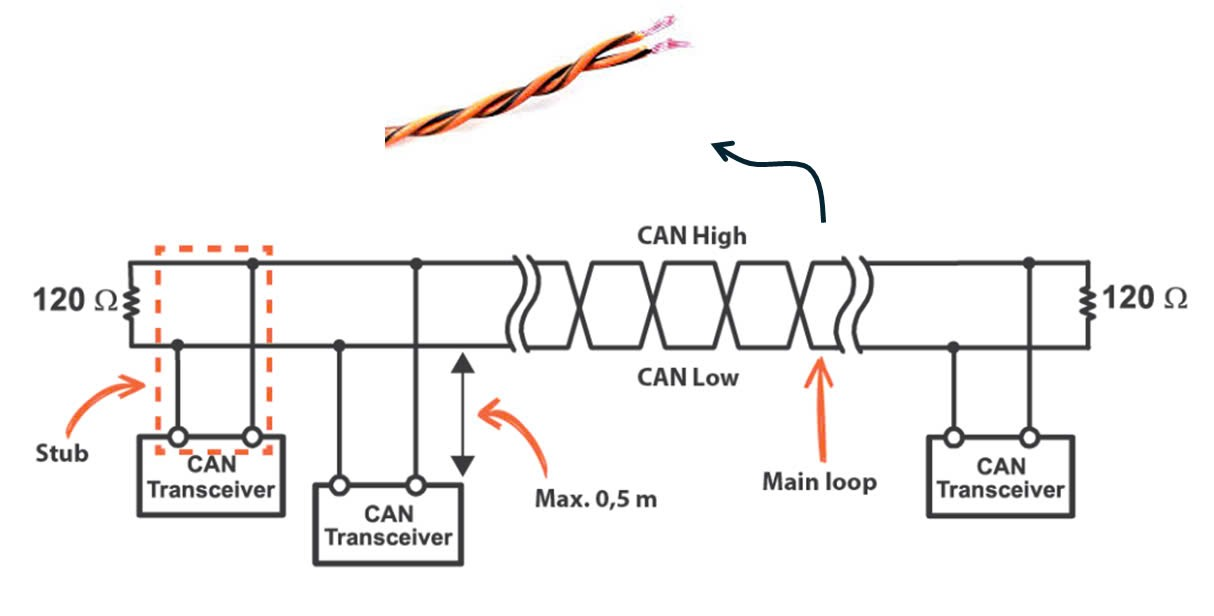 CAN High
120 Ω
120 Ω
CAN Low
Stub
CAN
Transceiver
Max. 0,5 m
Main loop
CAN
Transceiver
CAN
Transceiver